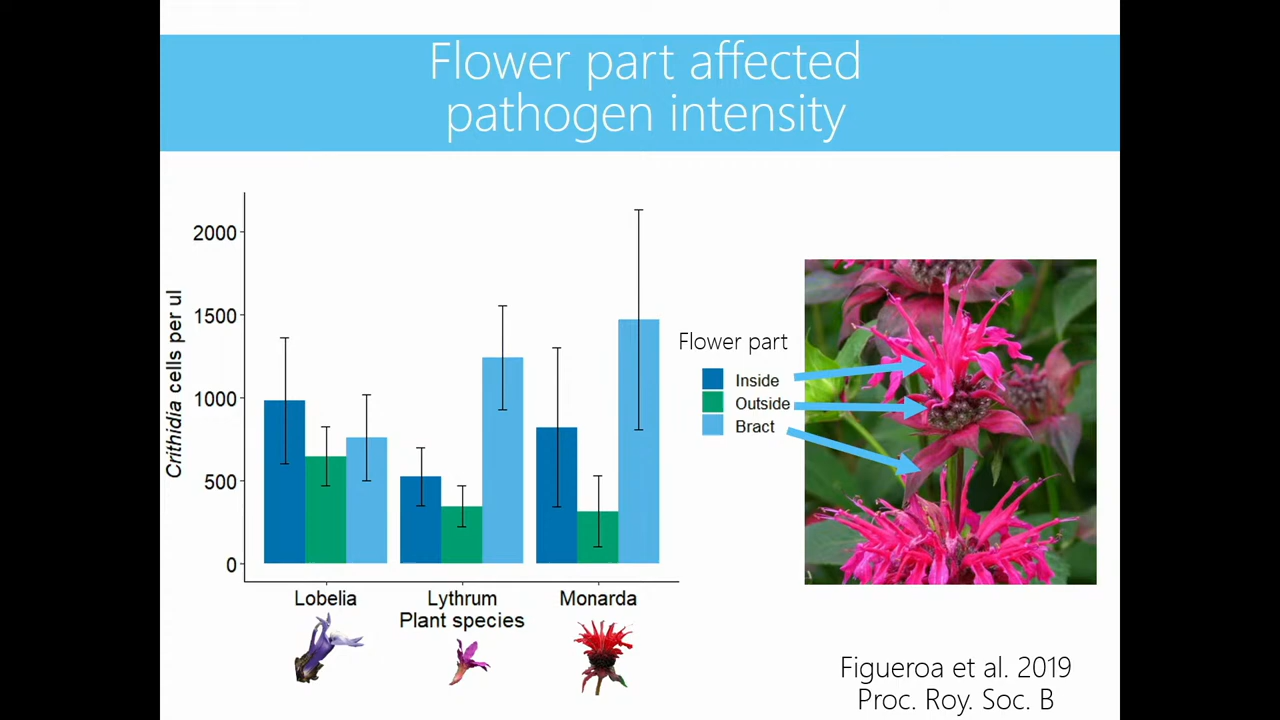 Flower part affected
pathogen intensity
Crithidia cells per ul
2000
1500
1000
500
0
Lobelia
Lythrum
Monarda
Plant species
Flower part
Inside
Outside
Bract
Figueroa et al. 2019
Proc. Roy. Soc. B